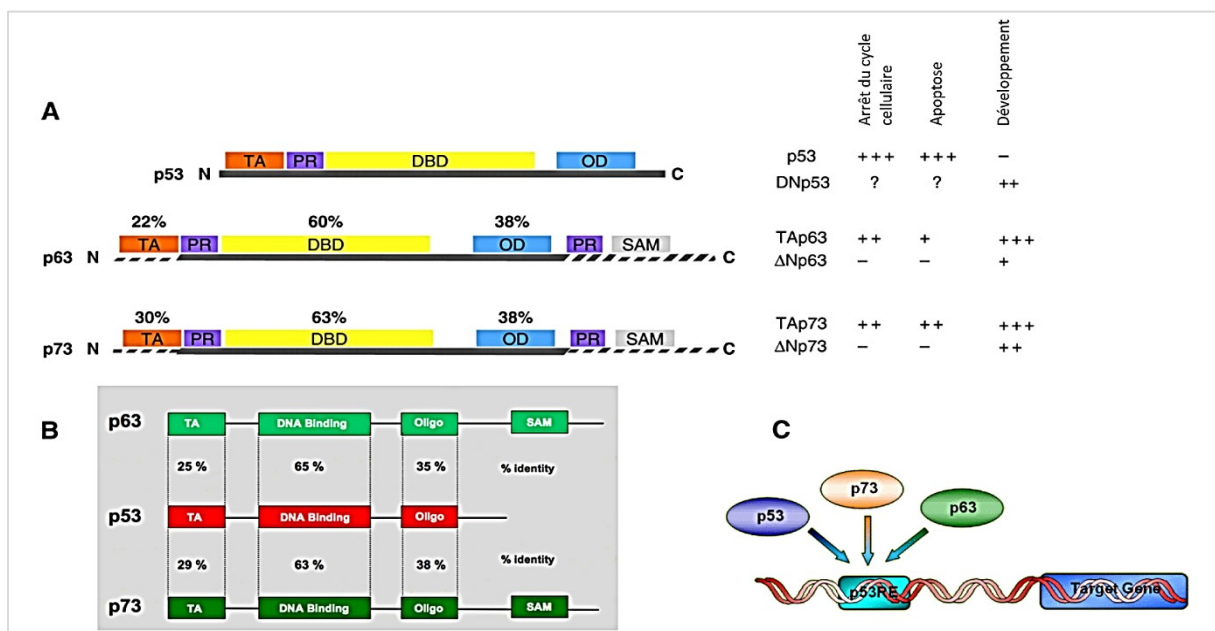 Arrêt du cycle
cellulaire
Apoptose
Développement
A
TA PR DBD OD
p53 N C
p53 +++ +++ –
DNp53 ? ? ++
22% 60% 38%
TA PR DBD OD PR SAM
p63 N C
TAp63 ++ + +++
ΔNp63 – – +
30% 63% 38%
TA PR DBD OD PR SAM
p73 N C
TAp73 ++ ++ +++
ΔNp73 – – ++
B
p63 TA DNA Binding Oligo SAM
25 % 65 % 35 % % identity
p53 TA DNA Binding Oligo
29 % 63 % 38 % % identity
p73 TA DNA Binding Oligo SAM
C
p53 p73 p63
p53RE Target Gene